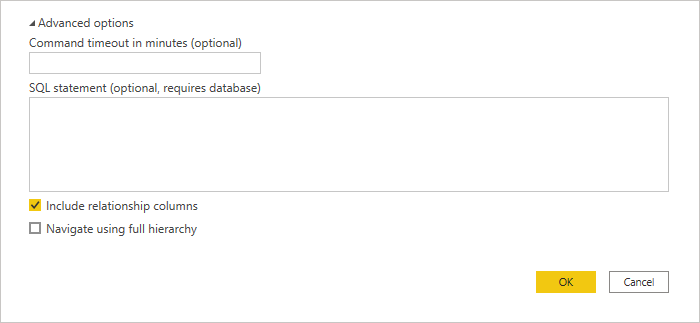 Advanced options
Command timeout in minutes (optional)
SQL statement (optional, requires database)
Include relationship columns
Navigate using full hierarchy
OK Cancel